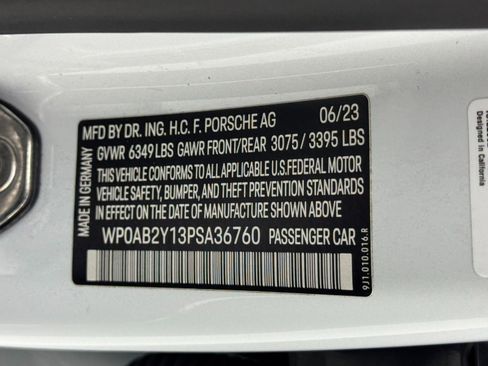 MADE IN GERMANY
MFD BY DR. ING. H.C. F. PORSCHE AG 06/23
GVWR 6349 LBS GAWR FRONT/REAR 3075 / 3395 LBS
THIS VEHICLE CONFORMS TO ALL APPLICABLE U.S.FEDERAL MOTOR
VEHICLE SAFETY, BUMPER, AND THEFT PREVENTION STANDARDS
IN EFFECT ON THE DATE OF MANUFACTURE SHOWN ABOVE
WP0AB2Y13PSA36760 PASSENGER CAR
9J1.010.016.R
Designed in California